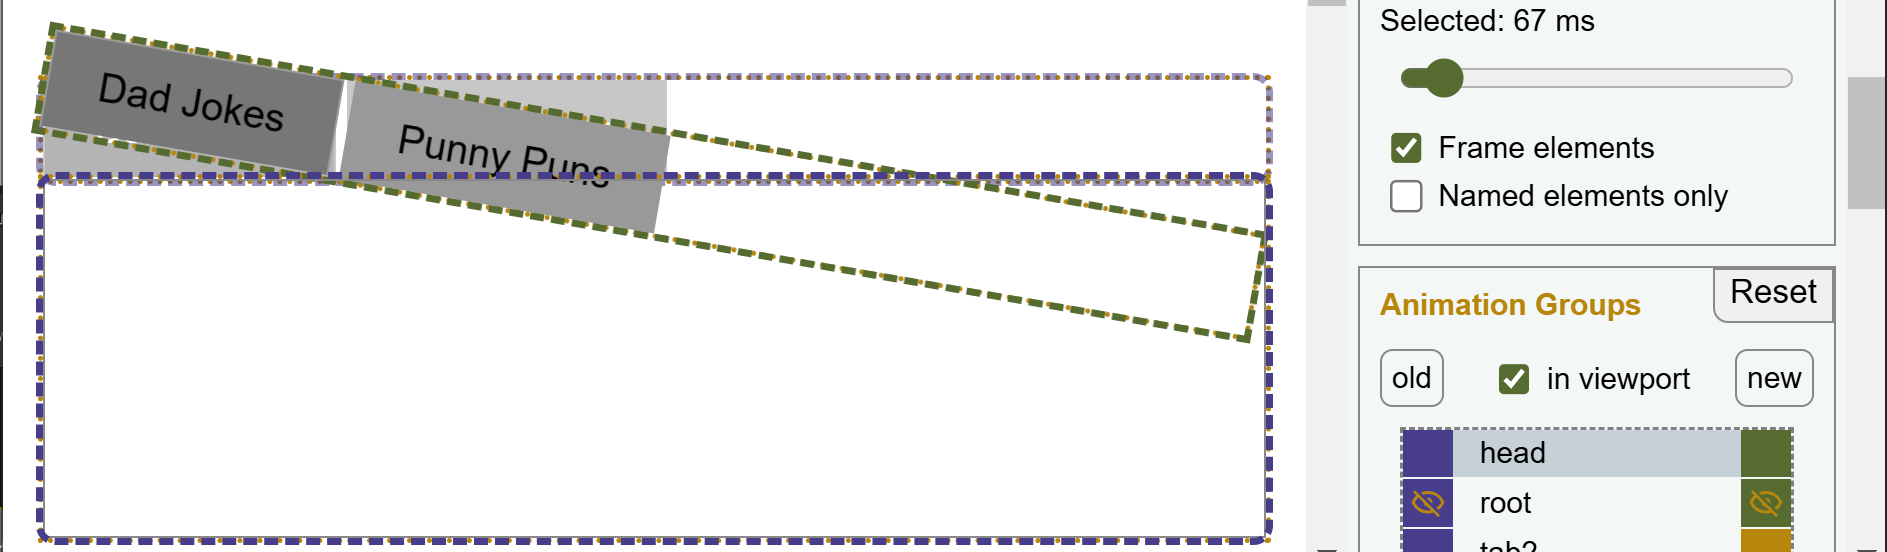 Dad Jokes
Punny Puns
Selected: 67 ms
Frame elements
Named elements only
Animation Groups
Reset
old
in viewport
new
head
root
tab2